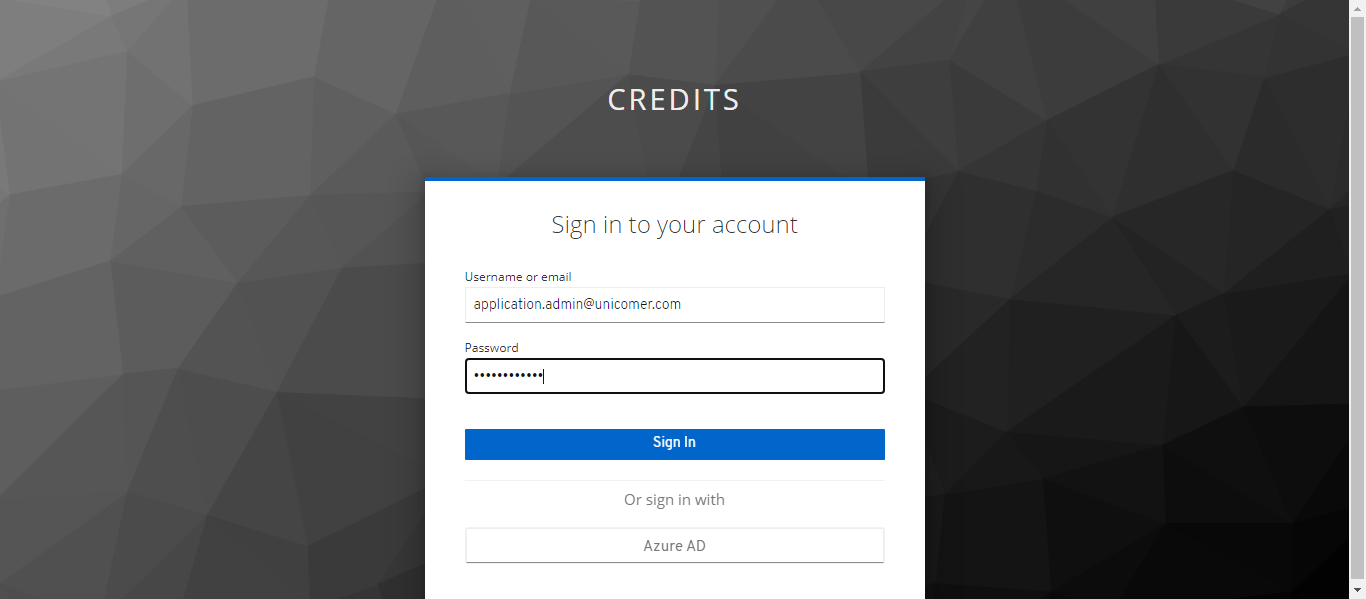 CREDITS
Sign in to your account
Username or email
application.admin@unicomer.com
Password
••••••••••••
Sign In
Or sign in with
Azure AD